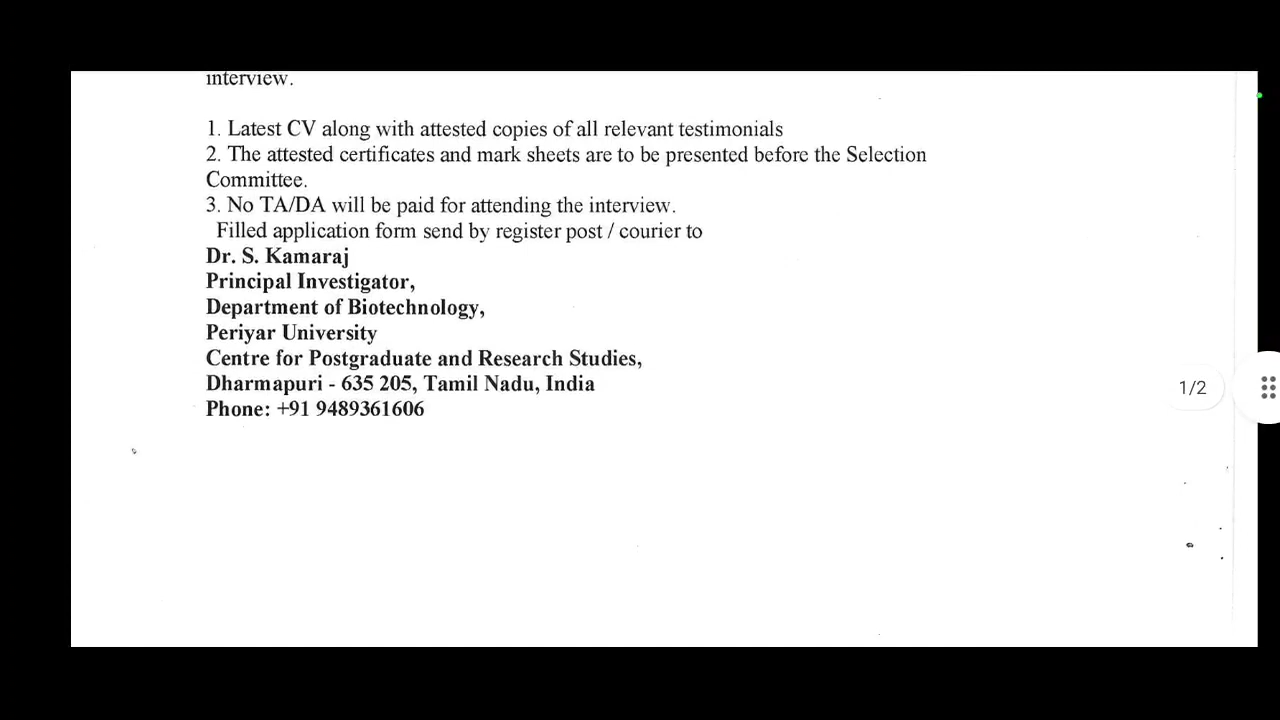 interview.
1. Latest CV along with attested copies of all relevant testimonials
2. The attested certificates and mark sheets are to be presented before the Selection
Committee.
3. No TA/DA will be paid for attending the interview.
Filled application form send by register post / courier to
Dr. S. Kamaraj
Principal Investigator,
Department of Biotechnology,
Periyar University
Centre for Postgraduate and Research Studies,
Dharmapuri - 635 205, Tamil Nadu, India
Phone: +91 9489361606
1/2